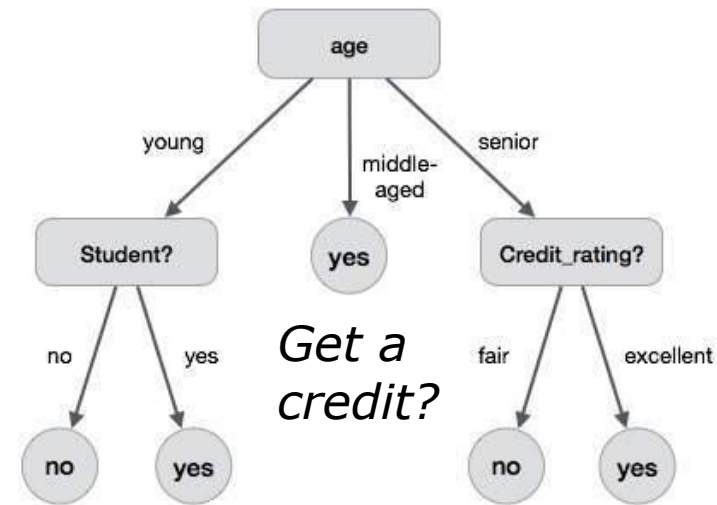 age
young
middle-
aged
senior
Student?
yes
Credit_rating?
no
yes
Get a
credit?
fair
excellent
no
yes
no
yes